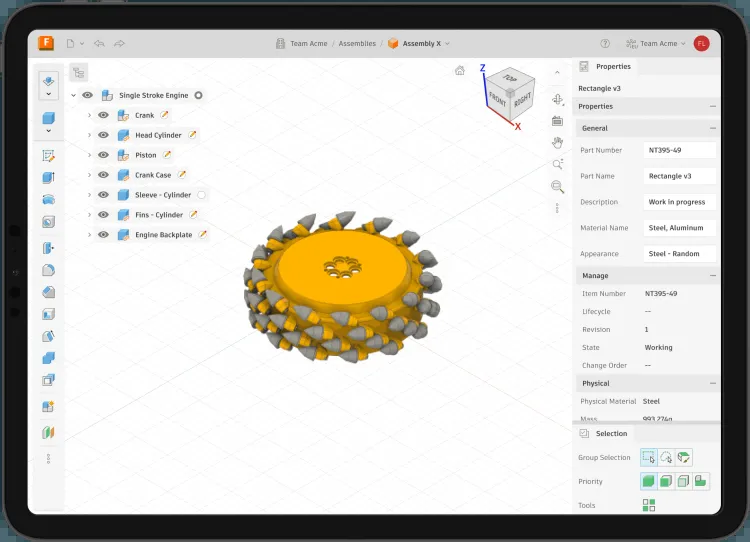 F
Team Acme / Assemblies / Assembly X
Team Acme
FL
Single Stroke Engine
Crank
Head Cylinder
Piston
Crank Case
Sleeve - Cylinder
Fins - Cylinder
Engine Backplate
Z
TOP
FRONT
RIGHT
X
Properties
Rectangle v3
Properties
General
Part Number NT395-49
Part Name Rectangle v3
Description Work in progress
Material Name Steel, Aluminum
Appearance Steel - Random
Manage
Item Number NT395-49
Lifecycle --
Revision 1
State Working
Change Order --
Physical
Physical Material Steel
Mass 993.274g
Selection
Group Selection
Priority
Tools